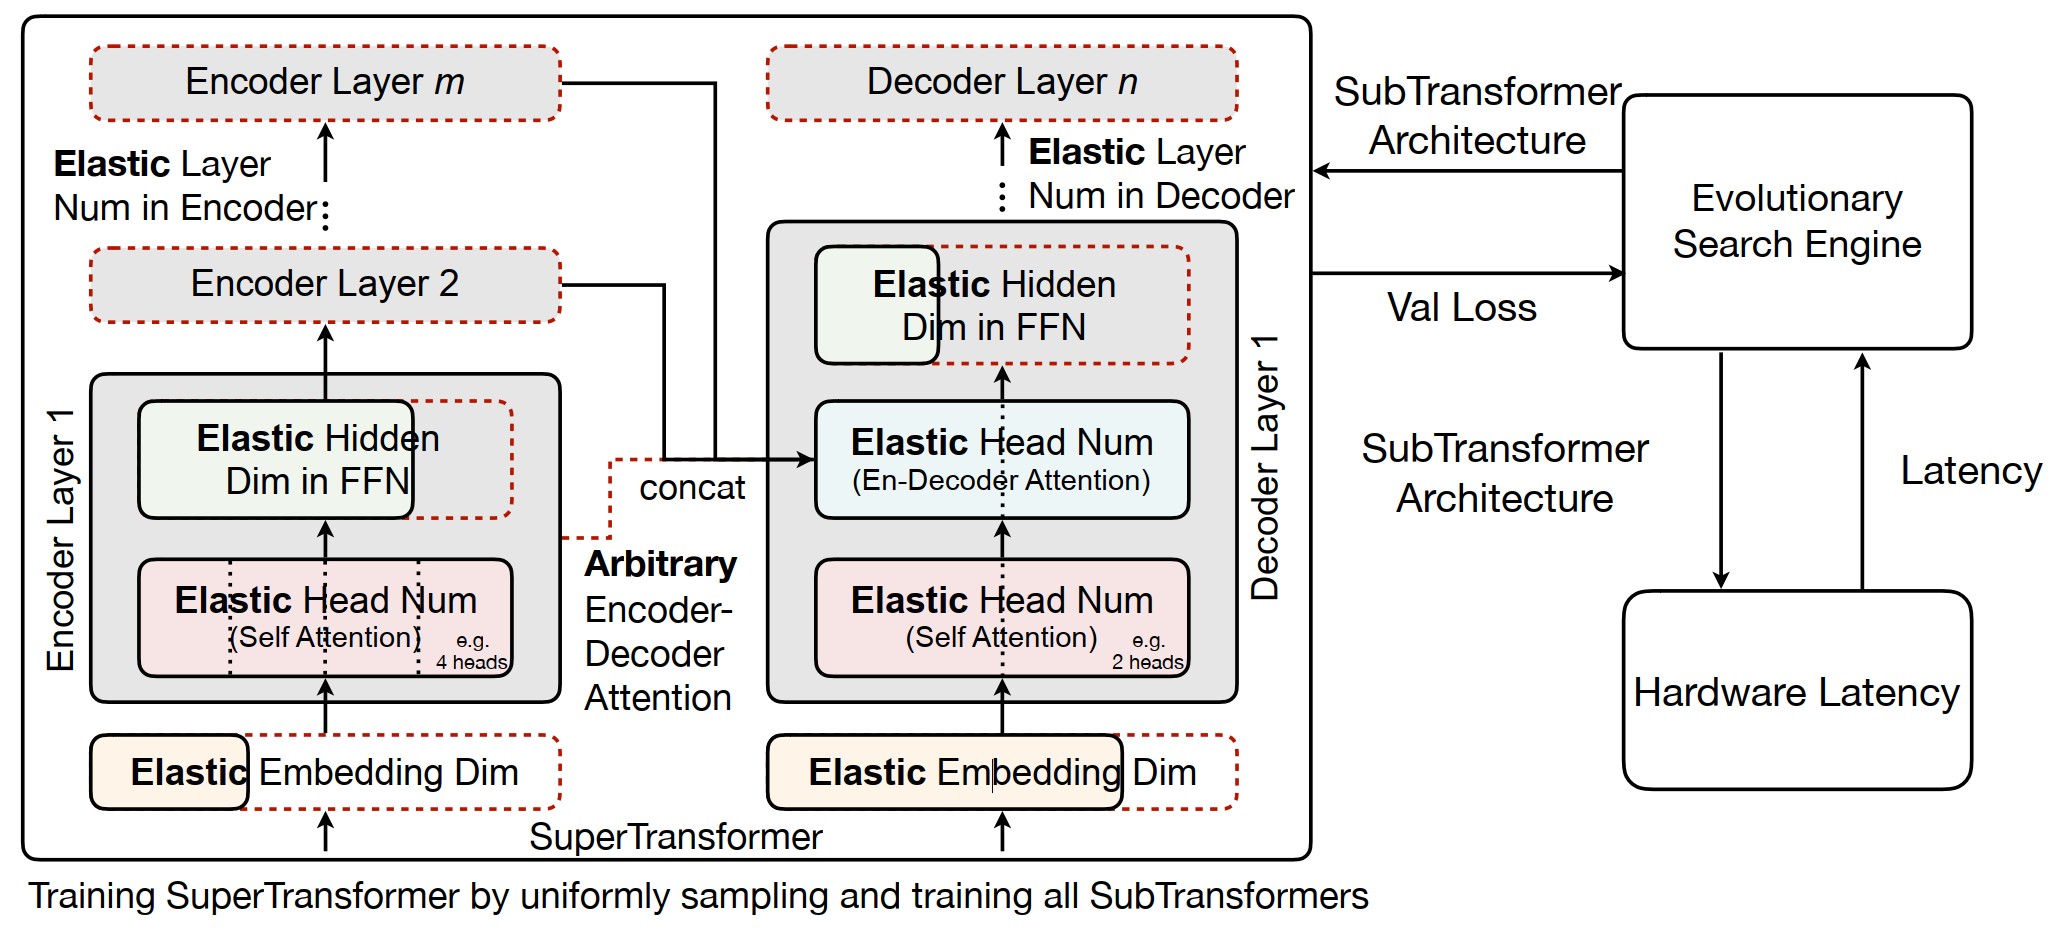 Encoder Layer m
Elastic Layer
Num in Encoder
Encoder Layer 2
Encoder Layer 1
Elastic Hidden
Dim in FFN
Elastic Head Num
(Self Attention)
e.g.
4 heads
Elastic Embedding Dim
concat
Arbitrary
Encoder-
Decoder
Attention
Decoder Layer n
Elastic Layer
Num in Decoder
Decoder Layer 1
Elastic Hidden
Dim in FFN
Elastic Head Num
(En-Decoder Attention)
Elastic Head Num
(Self Attention)
e.g.
2 heads
Elastic Embedding Dim
SuperTransformer
SubTransformer
Architecture
Val Loss
Evolutionary
Search Engine
SubTransformer
Architecture
Latency
Hardware Latency
Training SuperTransformer by uniformly sampling and training all SubTransformers